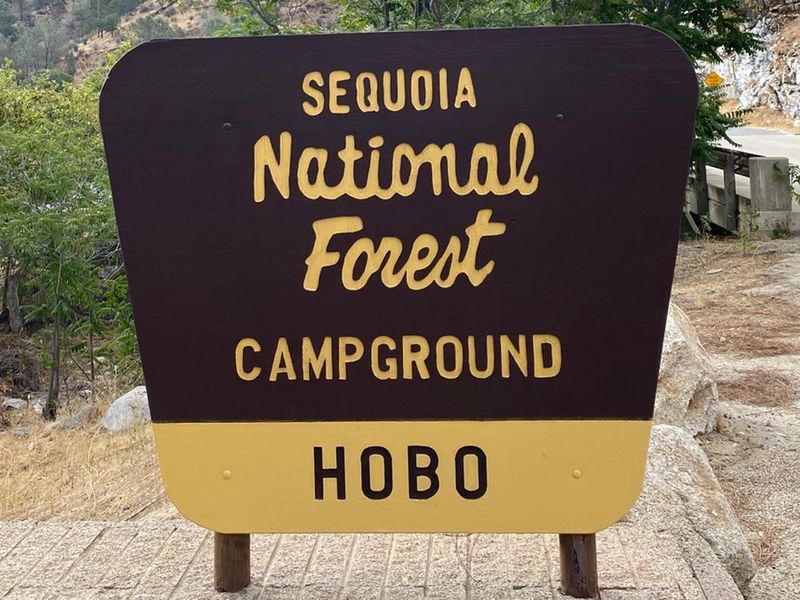 SEQUOIA
National
Forest
CAMPGROUND
HOBO